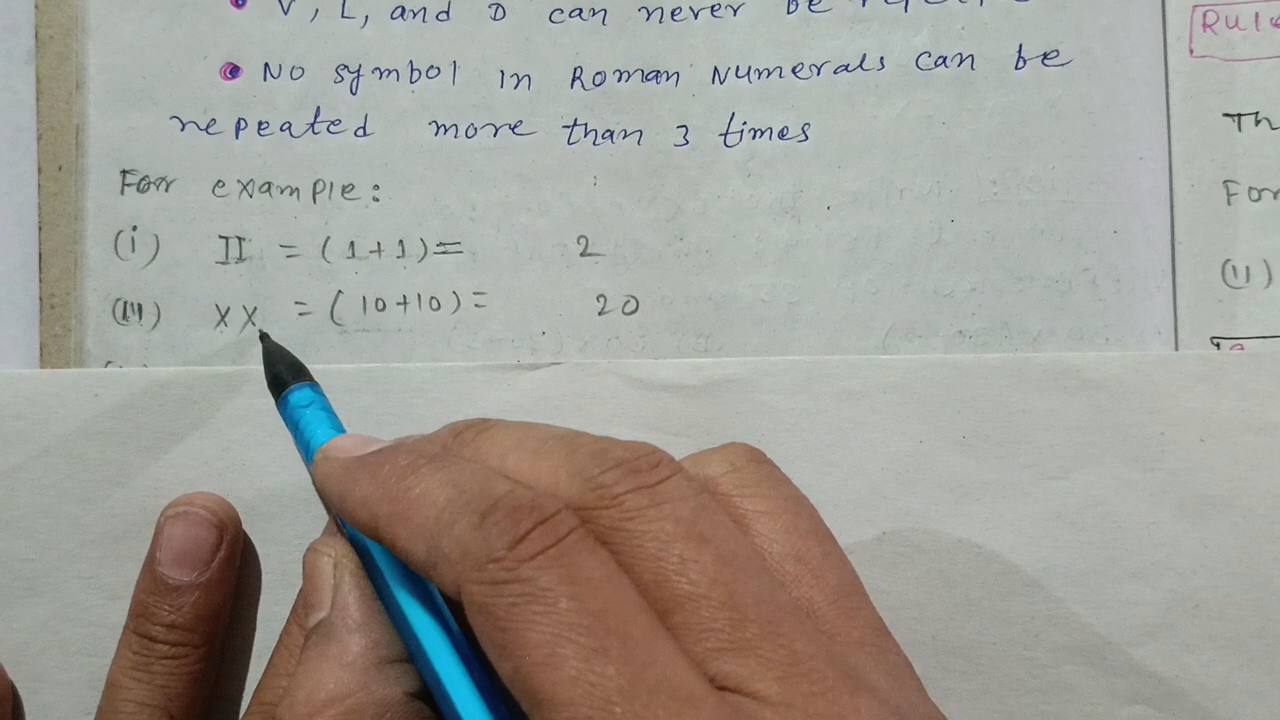 V, L, and D can never be
No symbol in Roman Numerals can be
repeated more than 3 times
For example:
(i) II = (1+1)= 2
(iii) XX = (10+10)= 20
Rule
Th
For
(ii)